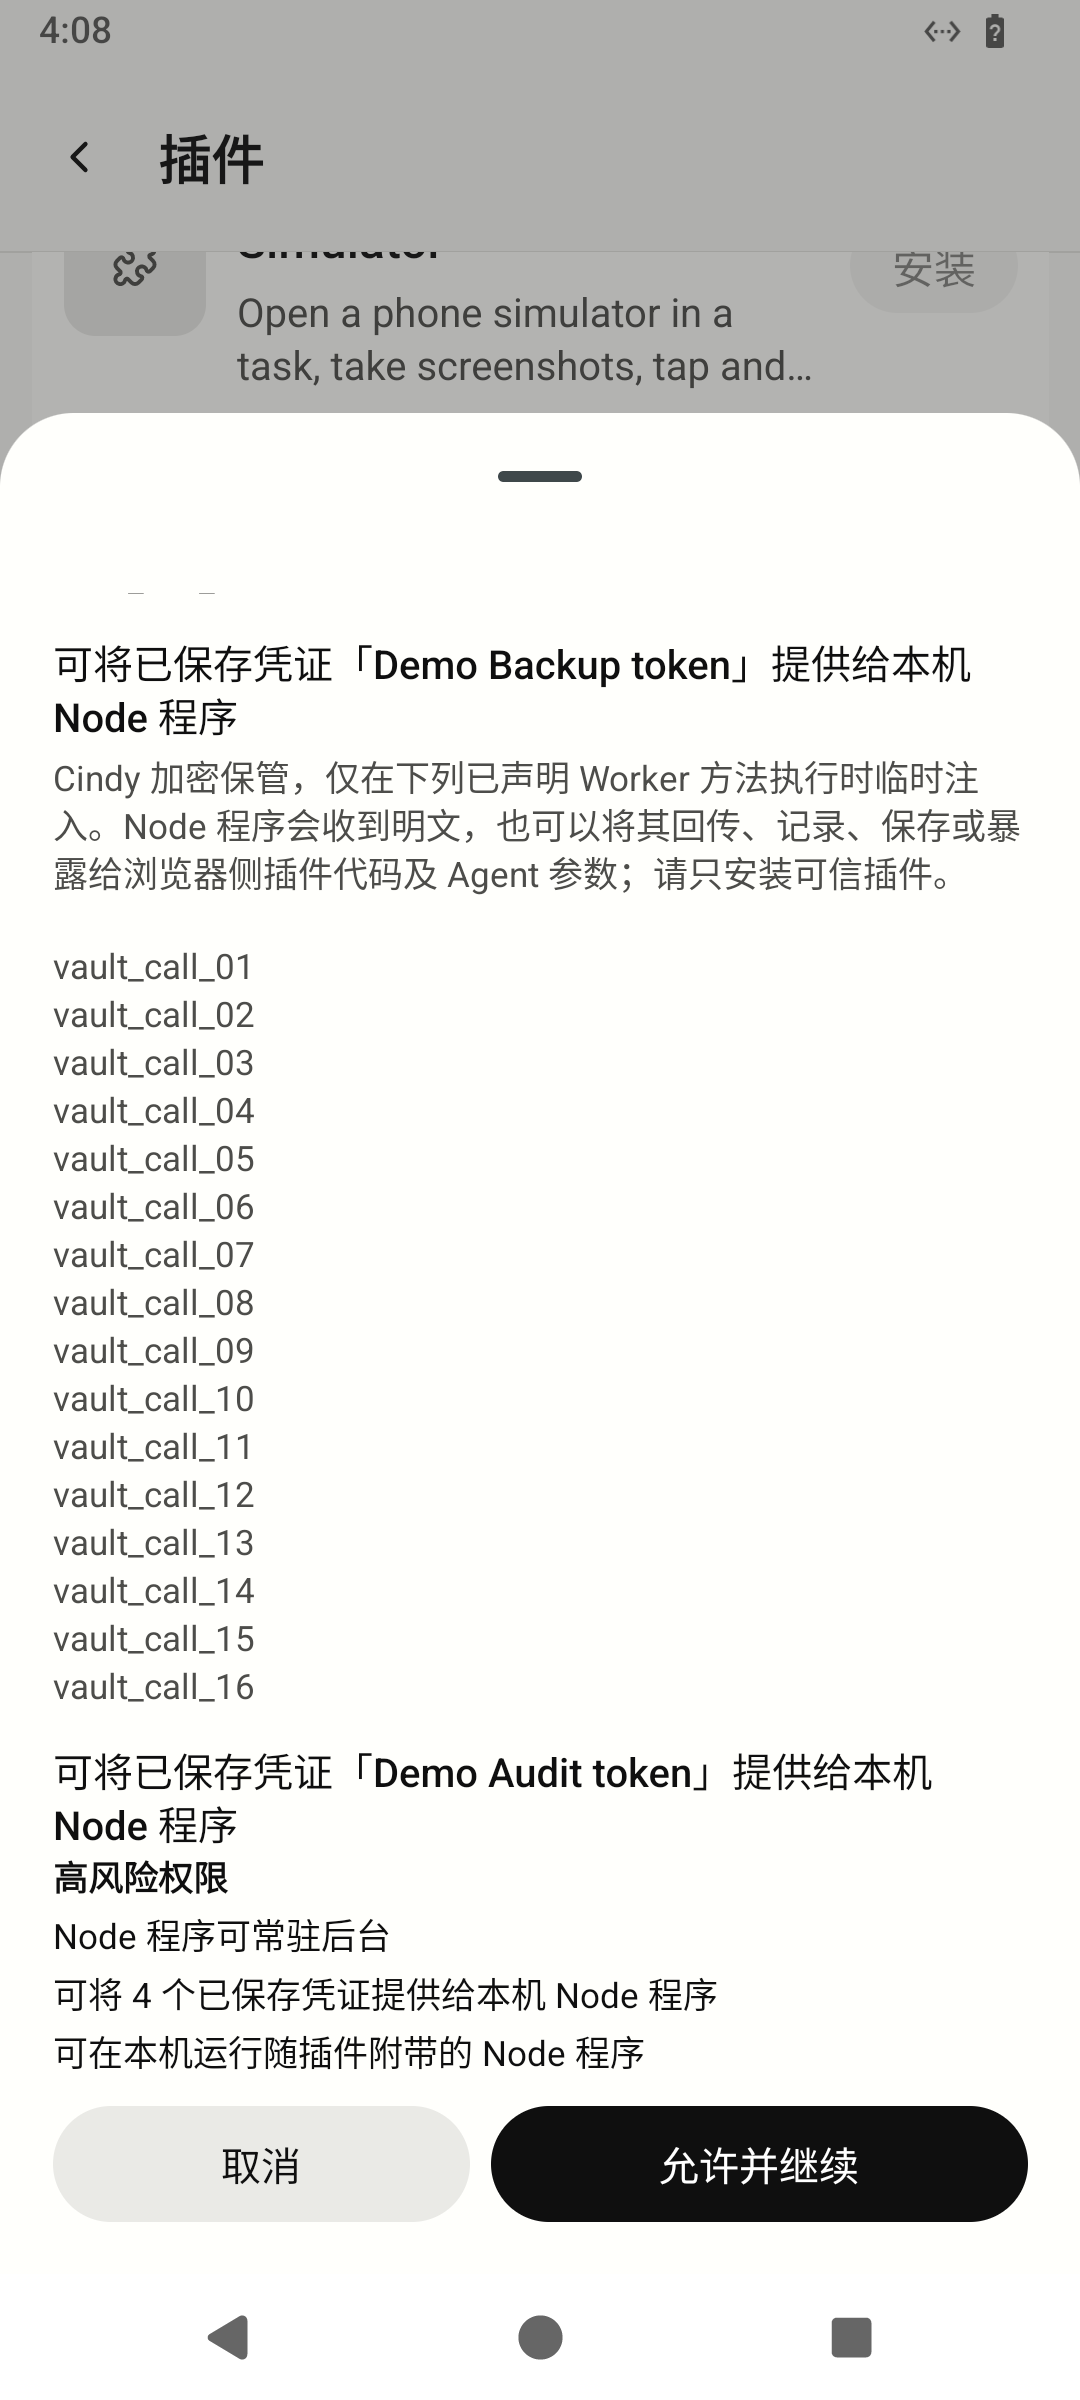 4:08
插件
Simulator
安装
Open a phone simulator in a
task, take screenshots, tap and...
可将已保存凭证「Demo Backup token」提供给本机
Node 程序
Cindy 加密保管，仅在下列已声明 Worker 方法执行时临时注
入。Node 程序会收到明文，也可以将其回传、记录、保存或暴
露给浏览器侧插件代码及 Agent 参数；请只安装可信插件。
vault_call_01
vault_call_02
vault_call_03
vault_call_04
vault_call_05
vault_call_06
vault_call_07
vault_call_08
vault_call_09
vault_call_10
vault_call_11
vault_call_12
vault_call_13
vault_call_14
vault_call_15
vault_call_16
可将已保存凭证「Demo Audit token」提供给本机
Node 程序
高风险权限
Node 程序可常驻后台
可将 4 个已保存凭证提供给本机 Node 程序
可在本机运行随插件附带的 Node 程序
取消
允许并继续